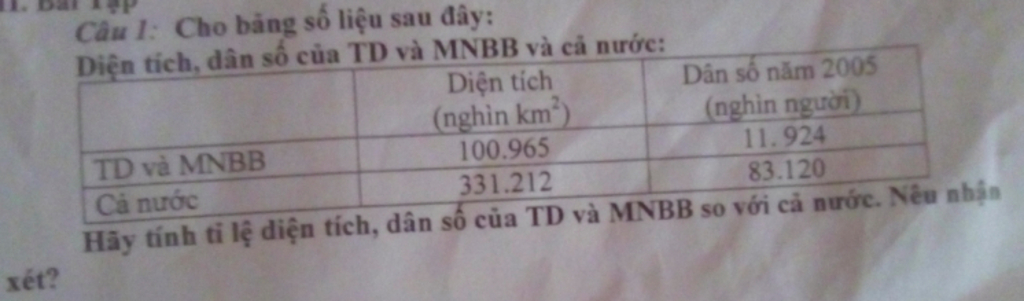 II. Bài Tập
Câu 1: Cho bảng số liệu sau đây:
Diện tích, dân số của TD và MNBB và cả nước:
Diện tích (nghìn km²) Dân số năm 2005 (nghìn người)
TD và MNBB 100.965 11.924
Cả nước 331.212 83.120
Hãy tính tỉ lệ diện tích, dân số của TD và MNBB so với cả nước. Nêu nhận
xét?